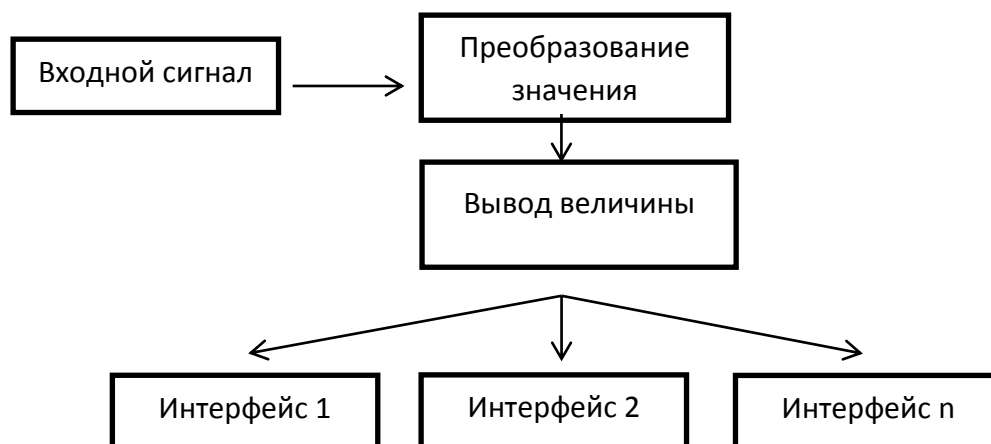 Входной сигнал
Преобразование
значения
Вывод величины
Интерфейс 1
Интерфейс 2
Интерфейс n